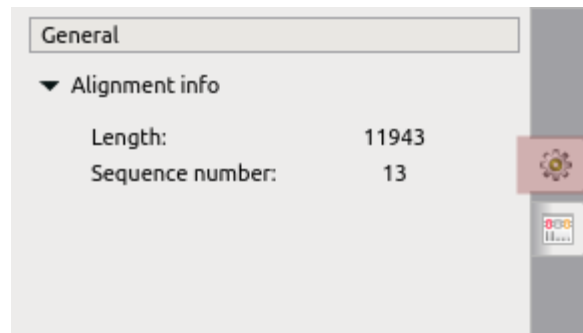 General
Alignment info
Length: 11943
Sequence number: 13